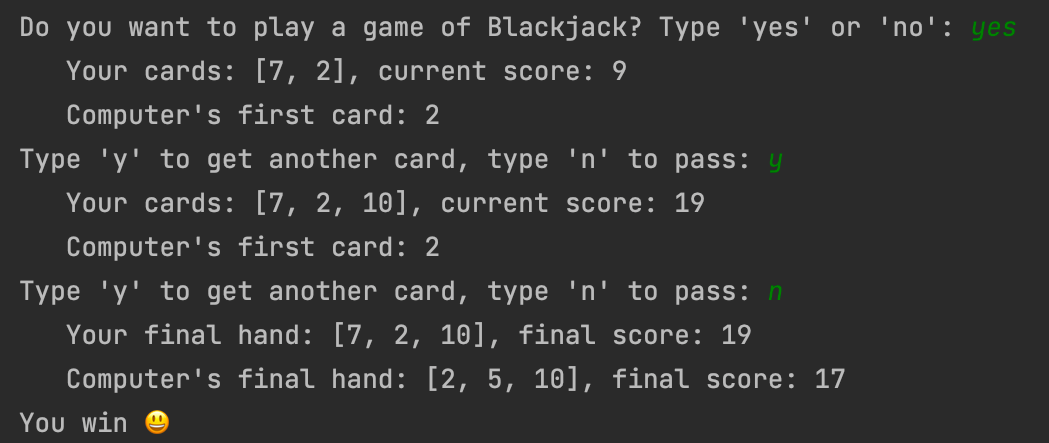 Do you want to play a game of Blackjack? Type 'yes' or 'no': yes
Your cards: [7, 2], current score: 9
Computer's first card: 2
Type 'y' to get another card, type 'n' to pass: y
Your cards: [7, 2, 10], current score: 19
Computer's first card: 2
Type 'y' to get another card, type 'n' to pass: n
Your final hand: [7, 2, 10], final score: 19
Computer's final hand: [2, 5, 10], final score: 17
You win 😃